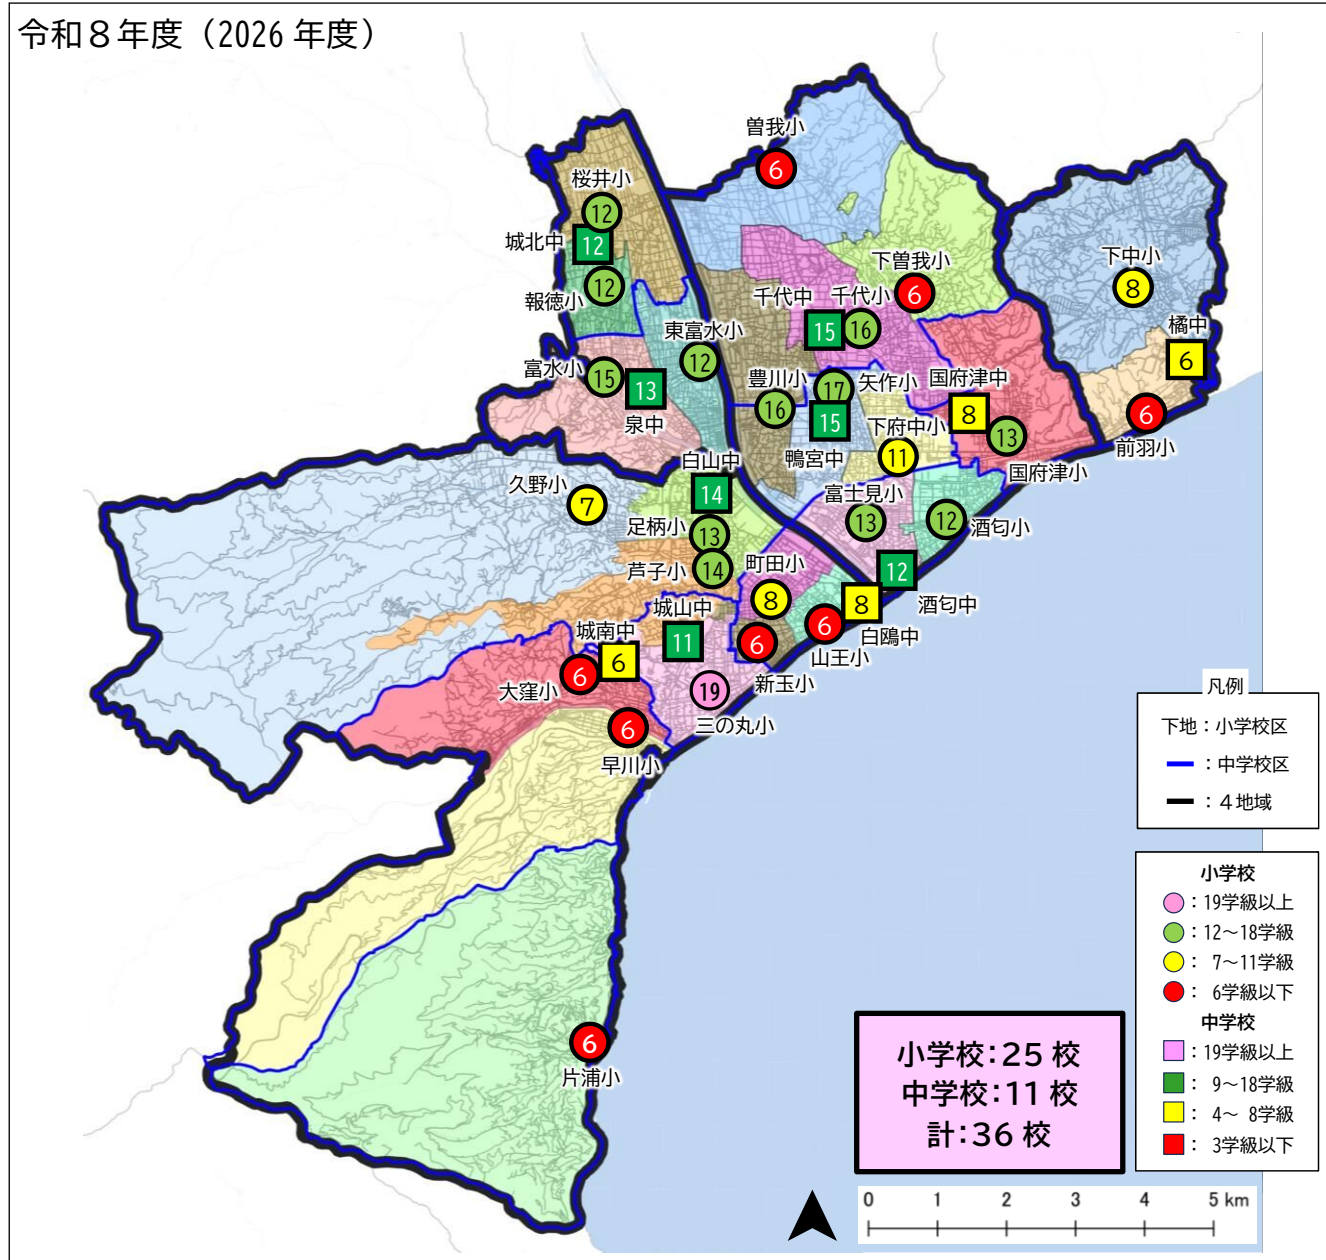 令和８年度（2026 年度）
曽我小
6
桜井小
12
城北中
12
報徳小
12
下曽我小
6
下中小
8
千代中
15
千代小
16
橘中
6
東富水小
12
富水小
15
泉中
13
豊川小
16
矢作小
17
鴨宮中
15
国府津中
8
国府津小
13
下府中小
11
前羽小
6
白山中
14
久野小
7
足柄小
13
芦子小
14
富士見小
13
酒匂小
12
酒匂中
12
町田小
8
白鴎中
8
山王小
6
新玉小
6
城山中
11
城南中
6
大窪小
6
三の丸小
19
早川小
6
片浦小
6
凡例
下地：小学校区
：中学校区
：４地域
小学校
：19学級以上
：12～18学級
： 7～11学級
： 6学級以下
中学校
：19学級以上
： 9～18学級
： 4～ 8学級
： 3学級以下
小学校：25 校
中学校：11 校
計：36 校
0 1 2 3 4 5 km